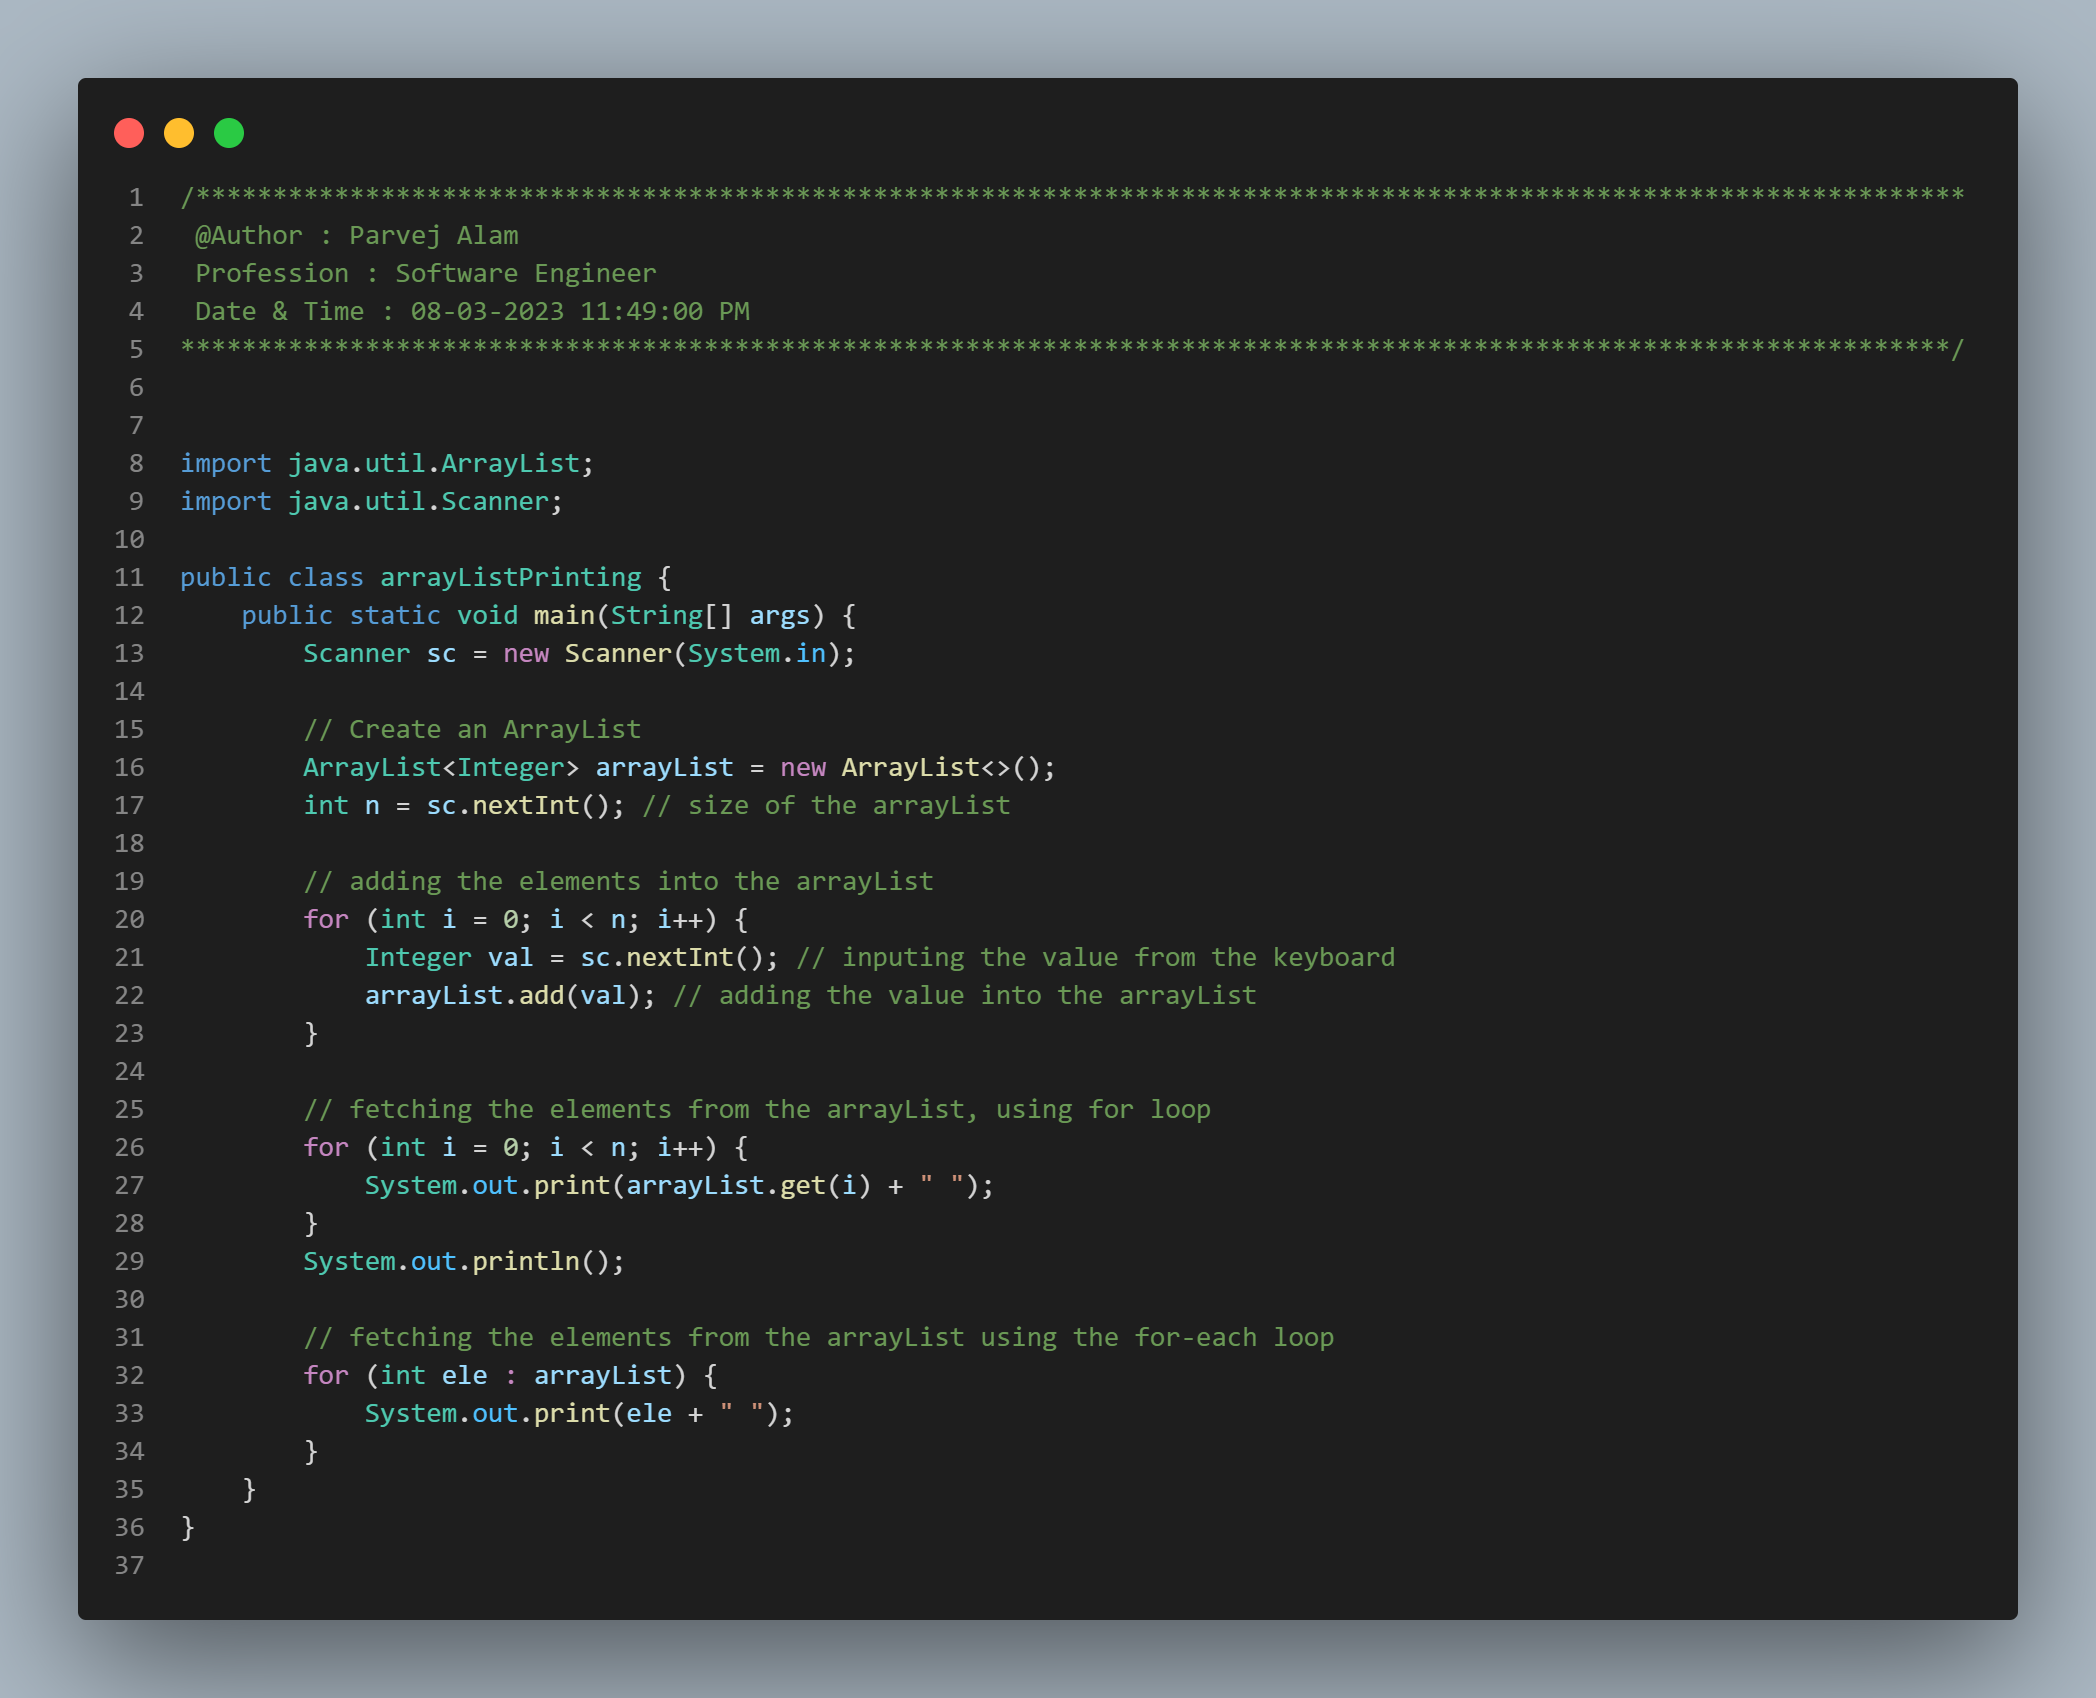 1 /*******************************************************************************************************************
2  @Author : Parvej Alam
3  Profession : Software Engineer
4  Date & Time : 08-03-2023 11:49:00 PM
5 *******************************************************************************************************************/
6
7
8 import java.util.ArrayList;
9 import java.util.Scanner;
10
11 public class arrayListPrinting {
12     public static void main(String[] args) {
13         Scanner sc = new Scanner(System.in);
14
15         // Create an ArrayList
16         ArrayList<Integer> arrayList = new ArrayList<>();
17         int n = sc.nextInt(); // size of the arrayList
18
19         // adding the elements into the arrayList
20         for (int i = 0; i < n; i++) {
21             Integer val = sc.nextInt(); // inputing the value from the keyboard
22             arrayList.add(val); // adding the value into the arrayList
23         }
24
25         // fetching the elements from the arrayList, using for loop
26         for (int i = 0; i < n; i++) {
27             System.out.print(arrayList.get(i) + " ");
28         }
29         System.out.println();
30
31         // fetching the elements from the arrayList using the for-each loop
32         for (int ele : arrayList) {
33             System.out.print(ele + " ");
34         }
35     }
36 }
37